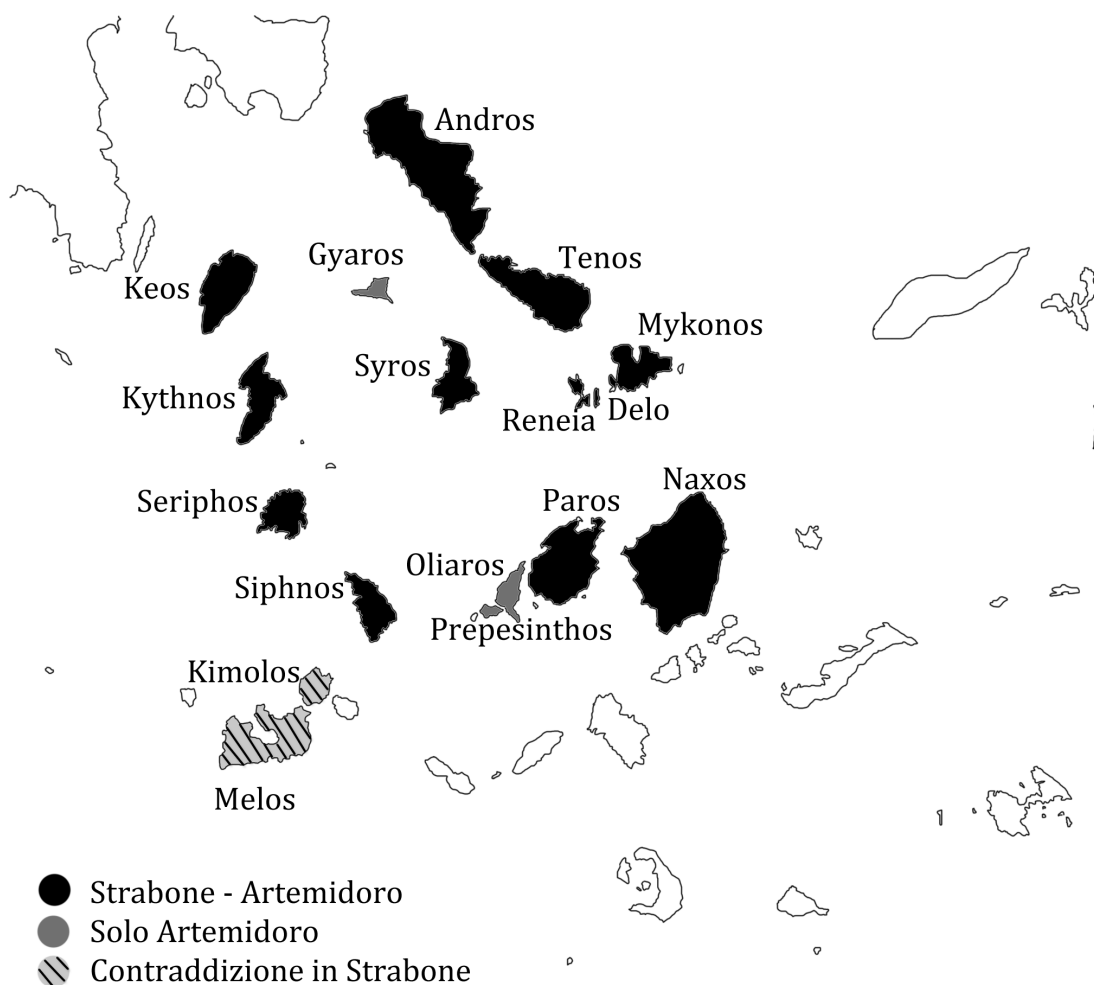 Andros
Gyaros
Tenos
Keos
Mykonos
Syros
Kythnos
Delo
Reneia
Naxos
Paros
Seriphos
Oliaros
Siphnos
Prepesinthos
Kimolos
Melos
Strabone - Artemidoro
Solo Artemidoro
Contraddizione in Strabone